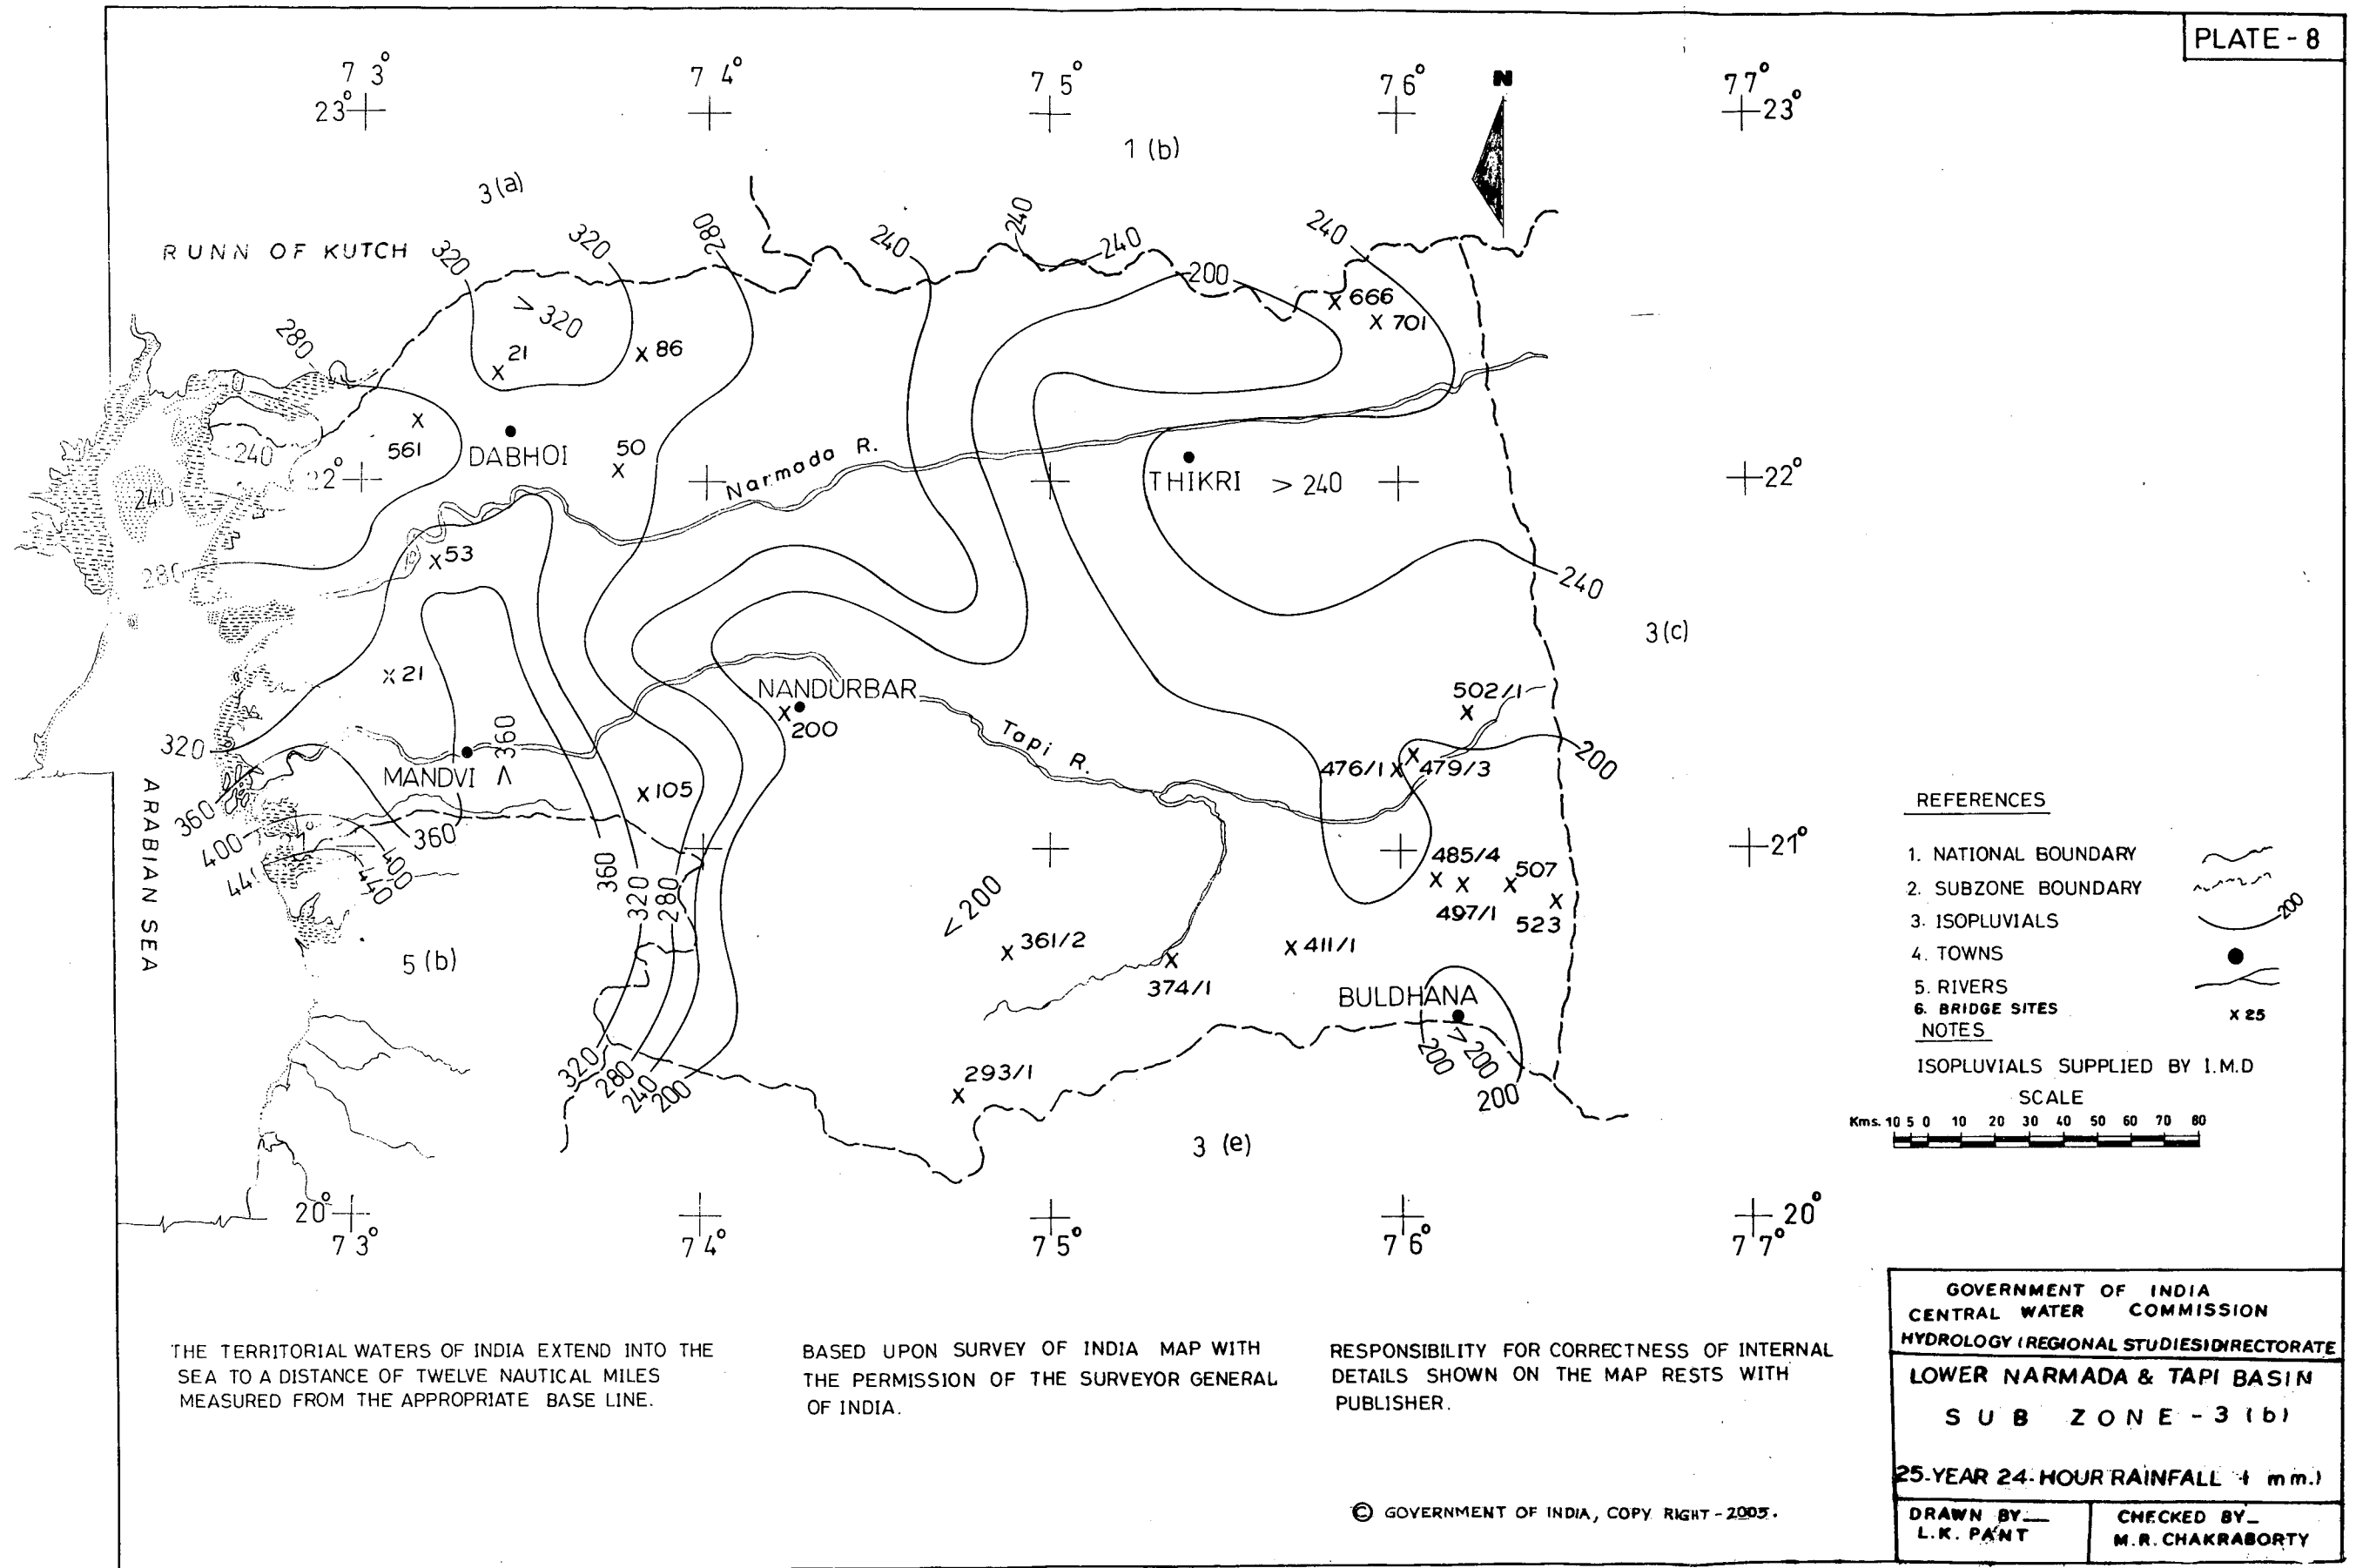 PLATE - 8
73°
74°
75°
76°
N
77°
23°
23°
1 (b)
3 (a)
RUNN OF KUTCH
320
320
280
240
240
240
240
200
> 320
280
21
86
666
701
561
DABHOI
50
Narmada R.
THIKRI
> 240
240
22°
22°
240
53
280
240
3 (c)
21
NANDURBAR
200
502/1
320
MANDVI
> 360
Tapi R.
476/1
479/3
200
105
ARABIAN SEA
360
400
360
400
440
21°
360
320
280
485/4
507
497/1
523
< 200
361/2
411/1
374/1
5 (b)
BULDHANA
> 200
200
200
320
280
240
200
293/1
3 (e)
REFERENCES
1. NATIONAL BOUNDARY
2. SUBZONE BOUNDARY
3. ISOPLUVIALS
200
4. TOWNS
5. RIVERS
6. BRIDGE SITES
X 25
NOTES
ISOPLUVIALS SUPPLIED BY I.M.D
SCALE
Kms. 10 5 0 10 20 30 40 50 60 70 80
20°
20°
73°
74°
75°
76°
77°
THE TERRITORIAL WATERS OF INDIA EXTEND INTO THE
SEA TO A DISTANCE OF TWELVE NAUTICAL MILES
MEASURED FROM THE APPROPRIATE BASE LINE.
BASED UPON SURVEY OF INDIA MAP WITH
THE PERMISSION OF THE SURVEYOR GENERAL
OF INDIA.
RESPONSIBILITY FOR CORRECTNESS OF INTERNAL
DETAILS SHOWN ON THE MAP RESTS WITH
PUBLISHER.
© GOVERNMENT OF INDIA, COPY RIGHT - 2005.
GOVERNMENT OF INDIA
CENTRAL WATER COMMISSION
HYDROLOGY (REGIONAL STUDIES) DIRECTORATE
LOWER NARMADA & TAPI BASIN
SUB ZONE - 3 (b)
25-YEAR 24-HOUR RAINFALL ( mm.)
DRAWN BY_
L.K. PANT
CHECKED BY_
M.R. CHAKRABORTY